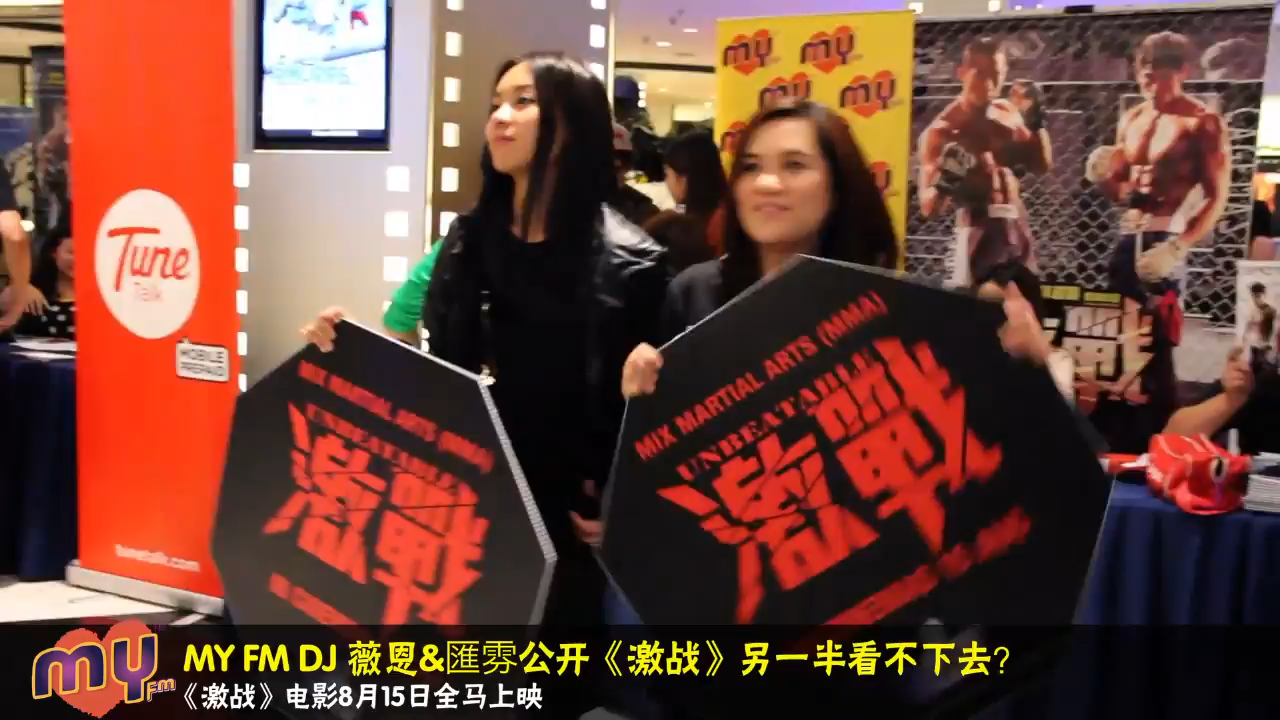 my
my
my
my
Tune
Talk
MOBILE
PREPAID
tunetalk.com
MIX MARTIAL ARTS (MMA)
UNBEATABLE
激戰
MIX MARTIAL ARTS (MMA)
UNBEATABLE
激戰
激戰
my FM
MY FM DJ 薇恩&匯雰公开《激战》另一半看不下去?
《激战》电影8月15日全马上映